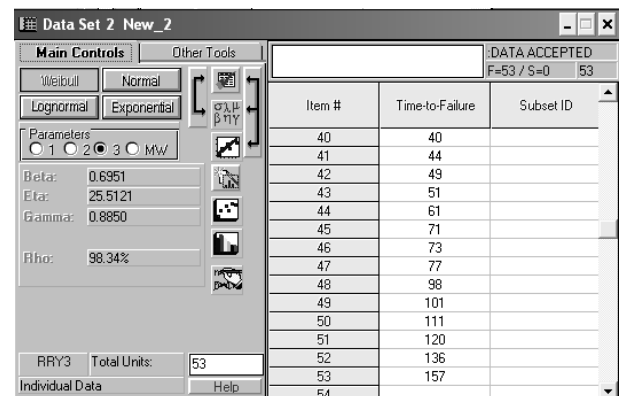 Data Set 2 New_2
Main Controls
Other Tools
:DATA ACCEPTED
F=53 / S=0 53
Weibull Normal
Lognormal Exponential
σλμ
βηγ
Parameters
1 2 3 MW
Beta: 0.6951
Eta: 25.5121
Gamma: 0.8850
Rho: 98.34%
RRY3 Total Units: 53
Individual Data Help
Item # Time-to-Failure Subset ID
40 40
41 44
42 49
43 51
44 61
45 71
46 73
47 77
48 98
49 101
50 111
51 120
52 136
53 157
54